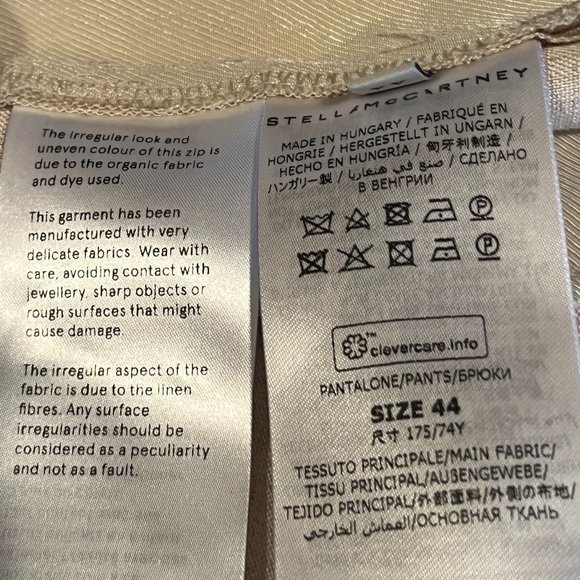 The irregular look and
uneven colour of this zip is
due to the organic fabric
and dye used.
This garment has been
manufactured with very
delicate fabrics. Wear with
care, avoiding contact with
jewellery, sharp objects or
rough surfaces that might
cause damage.
The irregular aspect of the
fabric is due to the linen
fibres. Any surface
irregularities should be
considered as a peculiarity
and not as a fault.
STELLAMCCARTNEY
MADE IN HUNGARY / FABRIQUÉ EN
HONGRIE / HERGESTELLT IN UNGARN /
HECHO EN HUNGRÍA / 匈牙利制造 /
ハンガリー製 / صنع في هنغاريا / СДЕЛАНО
В ВЕНГРИИ
clevercare.info
PANTALONE/PANTS/БРЮКИ
SIZE 44
尺寸 175/74Y
TESSUTO PRINCIPALE/MAIN FABRIC/
TISSU PRINCIPAL/AUßENGEWEBE/
TEJIDO PRINCIPAL/外部面料/外側の布地/
القماش الخارجي/ОСНОВНАЯ ТКАНЬ